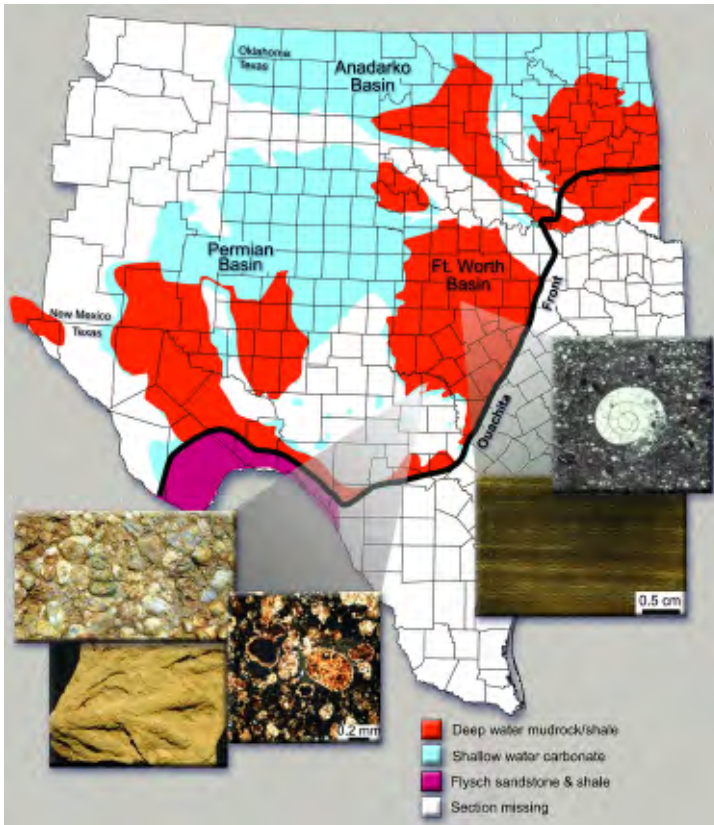 Oklahoma
Texas
Anadarko
Basin
Permian
Basin
Ft. Worth
Basin
New Mexico
Texas
Front
Ouachita
0.5 cm
0.2 mm
Deep water mudrock/shale
Shallow water carbonate
Flysch sandstone & shale
Section missing